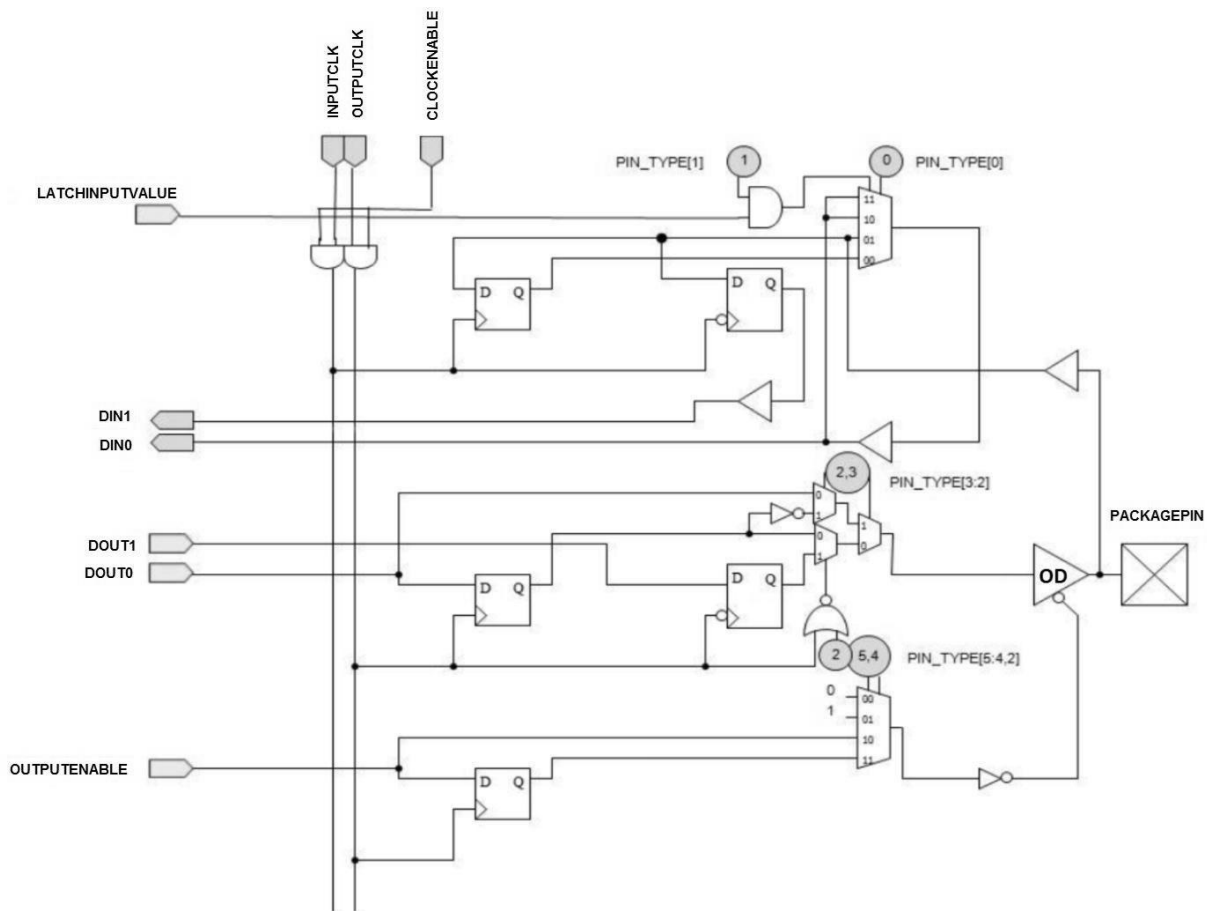 INPUTCLK
OUTPUTCLK
CLOCKENABLE
PIN_TYPE[1]
1
0
PIN_TYPE[0]
LATCHINPUTVALUE
11
10
01
00
D Q
D Q
DIN1
DIN0
2,3
PIN_TYPE[3:2]
0
1
0
1
1
0
PACKAGEPIN
DOUT1
DOUT0
D Q
D Q
OD
2
5,4
PIN_TYPE[5:4,2]
0
1
00
01
10
11
OUTPUTENABLE
D Q